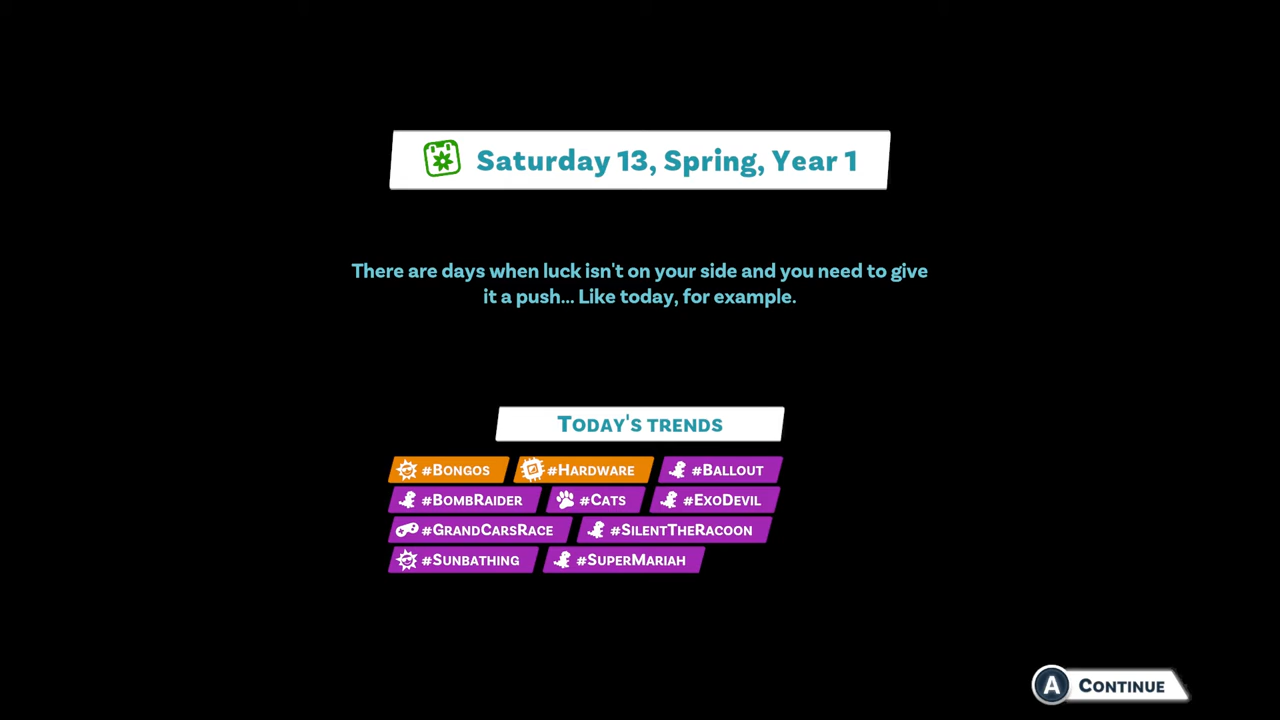 Saturday 13, Spring, Year 1
There are days when luck isn't on your side and you need to give
it a push... Like today, for example.
Today's trends
#Bongos #Hardware #Ballout
#BombRaider #Cats #ExoDevil
#GrandCarsRace #SilentTheRacoon
#Sunbathing #SuperMariah
A Continue